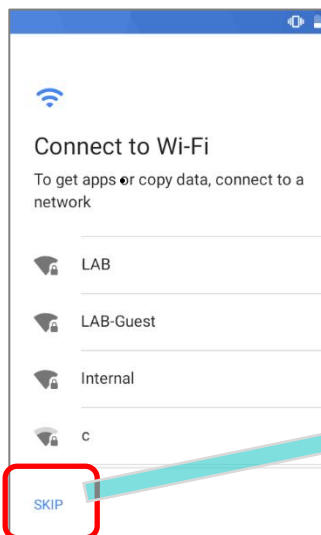 Connect to Wi-Fi
To get apps or copy data, connect to a
network
LAB
LAB-Guest
Internal
c
SKIP